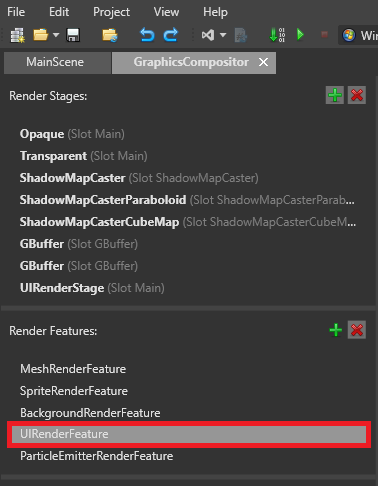 File Edit Project Help
Win
MainScene GraphicsCompositor
Render Stages:
Opaque (Slot Main)
Transparent (Slot Main)
ShadowMapCaster (Slot ShadowMapCaster)
ShadowMapCasterParaboloid (Slot ShadowMapCasterParab...
ShadowMapCasterCubeMap (Slot ShadowMapCasterCubeM...
GBuffer (Slot GBuffer)
GBuffer (Slot GBuffer)
UIRenderStage (Slot Main)
Render Features:
MeshRenderFeature
SpriteRenderFeature
BackgroundRenderFeature
UIRenderFeature
ParticleEmitterRenderFeature